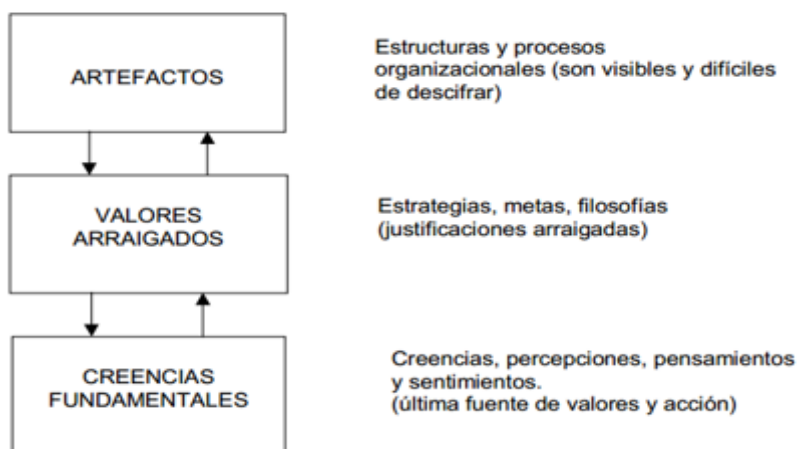 ARTEFACTOS
Estructuras y procesos
organizacionales (son visibles y difíciles
de descifrar)
VALORES
ARRAIGADOS
Estrategias, metas, filosofías
(justificaciones arraigadas)
CREENCIAS
FUNDAMENTALES
Creencias, percepciones, pensamientos
y sentimientos.
(última fuente de valores y acción)